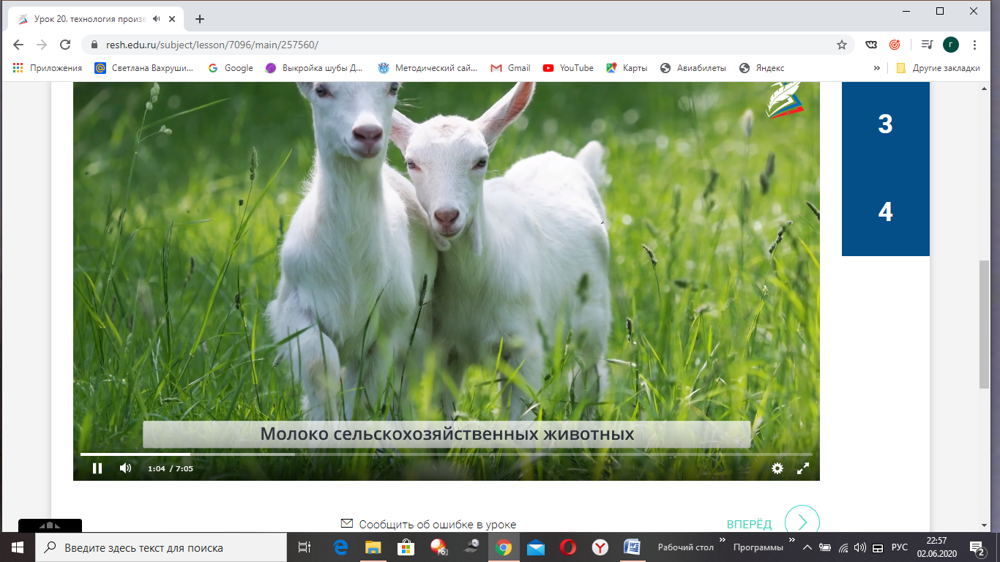 Урок 20. технология произв
resh.edu.ru/subject/lesson/7096/main/257560/
г
Приложения
Светлана Вахруши...
Google
Выкройка шубы Д...
Методический сай...
Gmail
YouTube
Карты
Авиабилеты
Яндекс
»
Другие закладки
3
4
Молоко сельскохозяйственных животных
1:04 / 7:05
Сообщить об ошибке в уроке
ВПЕРЁД
Введите здесь текст для поиска
Рабочий стол »
Программы »
РУС
22:57
02.06.2020
2